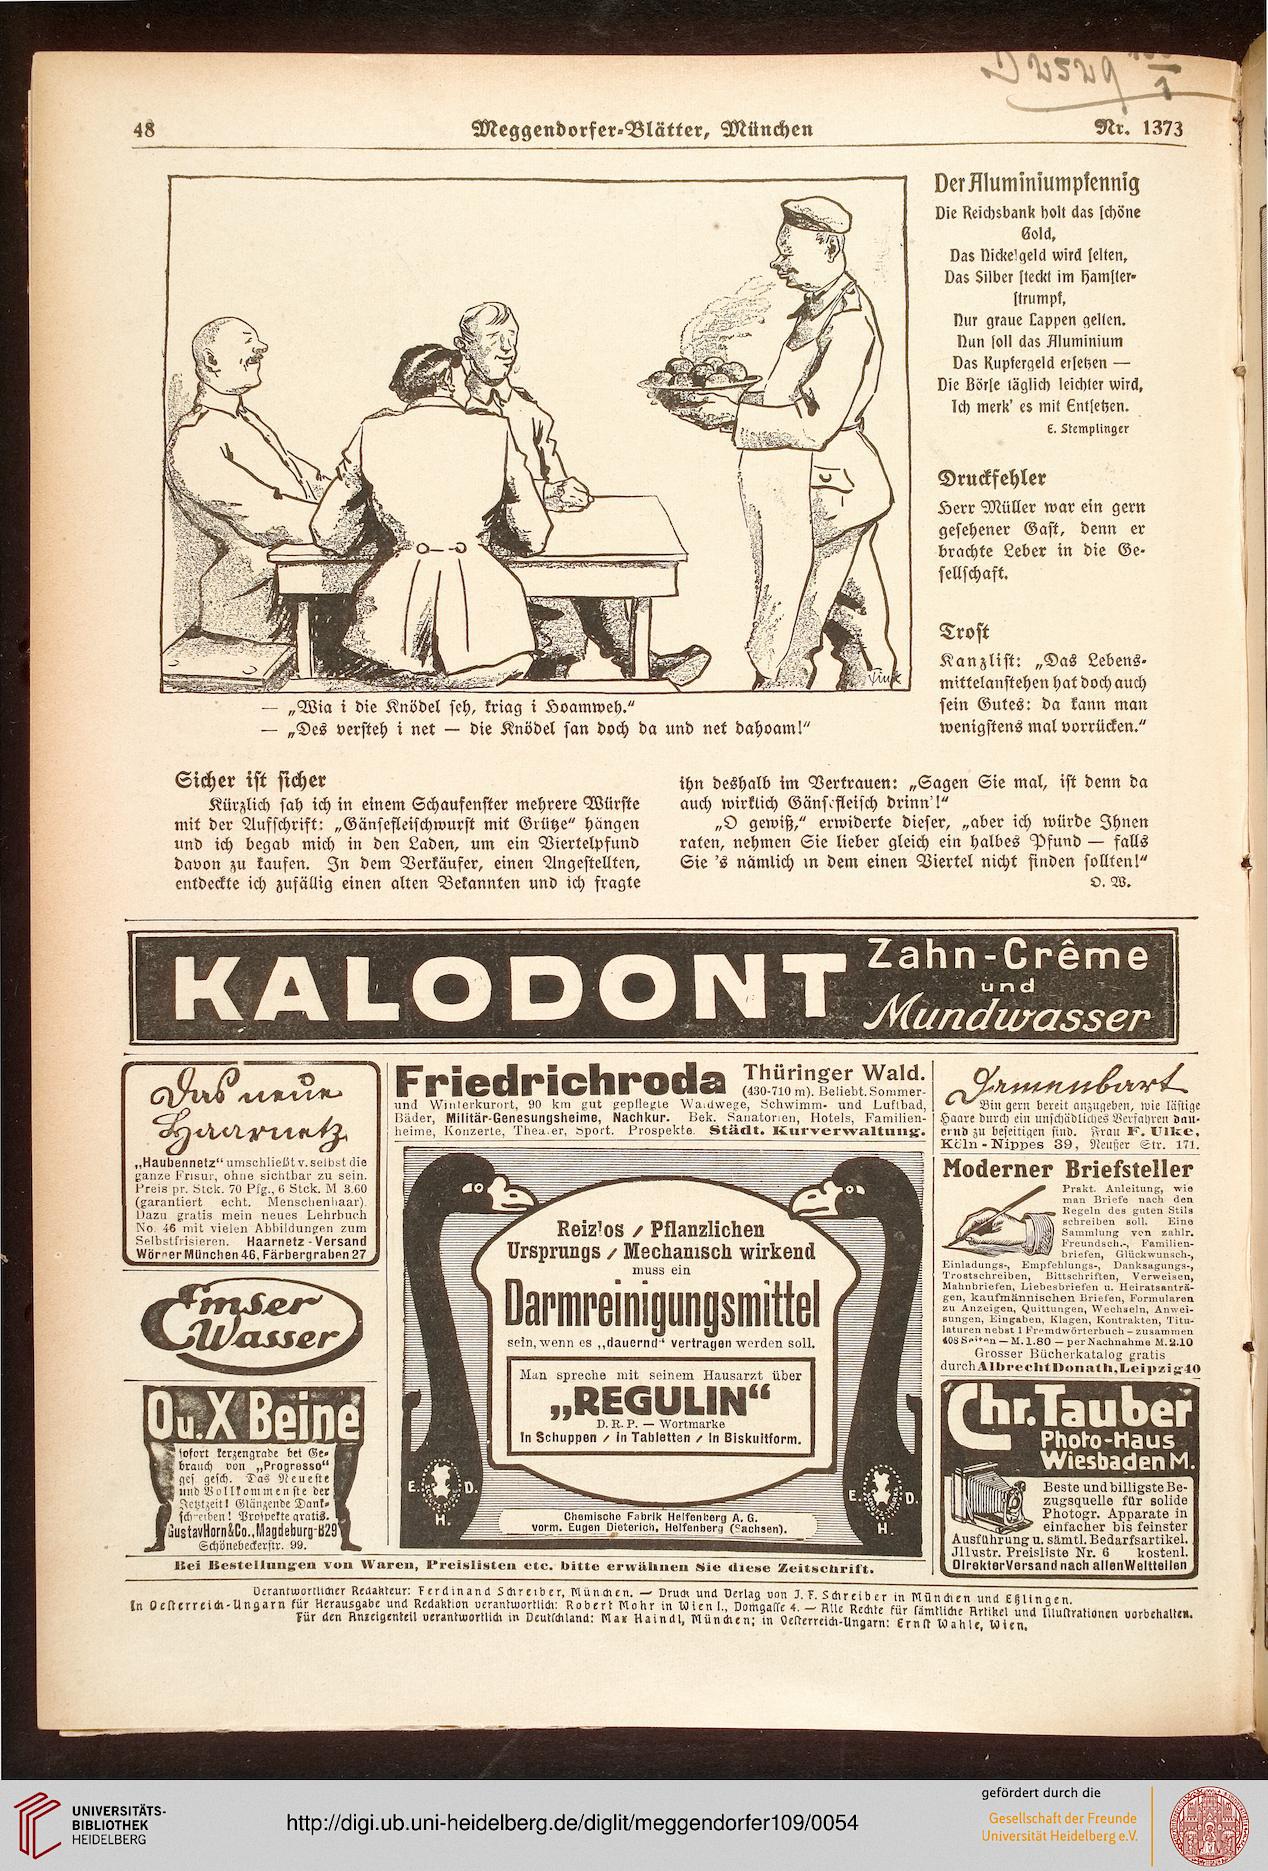 48
Meggendorfer-Blätter, München
Nr. 1373
Fink
— „Wia i die Knödel seh, kriag i Hoamweh.“
— „Des versteh i net — die Knödel san doch da und net dahoam!“
Der Aluminiumpfennig
Die Reichsbank holt das schöne
Gold,
Das Nickelgeld wird selten,
Das Silber steckt im Hamster-
strumpf,
Nur graue Lappen gelten.
Nun soll das Aluminium
Das Kupfergeld ersetzen —
Die Börse täglich leichter wird,
Ich merk’ es mit Entsetzen.
E. Stemplinger
Druckfehler
Herr Müller war ein gern
gesehener Gast, denn er
brachte Leber in die Ge-
sellschaft.
Trost
Kanzlist: „Das Lebens-
mittelanstehen hat doch auch
sein Gutes: da kann man
wenigstens mal vorrücken.“
Sicher ist sicher
Kürzlich sah ich in einem Schaufenster mehrere Würste
mit der Aufschrift: „Gänsefleischwurst mit Grütze“ hängen
und ich begab mich in den Laden, um ein Viertelpfund
davon zu kaufen. In dem Verkäufer, einen Angestellten,
entdeckte ich zufällig einen alten Bekannten und ich fragte
ihn deshalb im Vertrauen: „Sagen Sie mal, ist denn da
auch wirklich Gänsefleisch drinn’!“
„O gewiß,“ erwiderte dieser, „aber ich würde Ihnen
raten, nehmen Sie lieber gleich ein halbes Pfund — falls
Sie ’s nämlich in dem einen Viertel nicht finden sollten!“
O. W.
KALODONT
Zahn-Crême
und
Mundwasser
Das neue
Haarnetz
„Haubennetz“ umschließt v. selbst die
ganze Frisur, ohne sichtbar zu sein.
Preis pr. Stck. 70 Pfg., 6 Stck. M 3.60
(garantiert echt. Menschenhaar).
Dazu gratis mein neues Lehrbuch
No. 46 mit vielen Abbildungen zum
Selbstfrisieren. Haarnetz-Versand
Wörner München 46, Färbergraben 27
Emser
Wasser
O u. X Beine
sofort kerzengrade bei Ge-
brauch von „Progresso“
ges gesch. Das Neueste
und Vollkommenste der
Jetztzeit! Glänzende Dank-
schreiben! Prospekte gratis.
Gustav Horn & Co., Magdeburg-B29
Schönebeckerstr. 99.
Friedrichroda Thüringer Wald.
(430-710 m). Beliebt. Sommer-
und Winterkurort, 90 km gut gepflegte Waldwege, Schwimm- und Luftbad,
Bäder, Militär-Genesungsheime, Nachkur. Bek. Sanatorien, Hotels, Familien-
heime, Konzerte, Theater, Sport. Prospekte. Städt. Kurverwaltung.
Reizlos / Pflanzlichen
Ursprungs / Mechanisch wirkend
muss ein
Darmreinigungsmittel
sein, wenn es „dauernd“ vertragen werden soll.
Man spreche mit seinem Hausarzt über
„REGULIN“
D. R. P. — Wortmarke
In Schuppen / in Tabletten / In Biskuitform.
E. D.
H.
E. D.
H.
Chemische Fabrik Helfenberg A. G.
vorm. Eugen Dieterich, Helfenberg (Sachsen).
Damenbart
Bin gern bereit anzugeben, wie lästige
Haare durch ein unschädliches Verfahren dau-
ernd zu beseitigen sind. Frau F. Ulke,
Köln-Nippes 39, Neußer Str. 171.
Moderner Briefsteller
Prakt. Anleitung, wie
man Briefe nach den
Regeln des guten Stils
schreiben soll. Eine
Sammlung von zahlr.
Freundsch.-, Familien-
briefen, Glückwunsch-,
Einladungs-, Empfehlungs-, Danksagungs-,
Trostschreiben, Bittschriften, Verweisen,
Mahnbriefen, Liebesbriefen u. Heiratsanträ-
gen, kaufmännischen Briefen, Formularen
zu Anzeigen, Quittungen, Wechseln, Anwei-
sungen, Eingaben, Klagen, Kontrakten, Titu-
laturen nebst 1 Fremdwörterbuch – zusammen
408 Seiten — M. 1.80 — per Nachnahme M. 2.10
Grosser Bücherkatalog gratis
durch Albrecht Donath, Leipzig 40
Chr. Tauber
Photo-Haus
Wiesbaden M.
Beste und billigste Be-
zugsquelle für solide
Photogr. Apparate in
einfacher bis feinster
Ausführung u. sämtl. Bedarfsartikel.
Jllustr. Preisliste Nr. 6 kostenl.
Direkter Versand nach allen Weltteilen
Bei Bestellungen von Waren, Preislisten etc. bitte erwähnen Sie diese Zeitschrift.
Verantwortlicher Redakteur: Ferdinand Schreiber, München. — Druck und Verlag von J. F. Schreiber in München und Eßlingen.
In Oesterreich-Ungarn für Herausgabe und Redaktion verantwortlich: Robert Mohr in Wien I., Domgasse 4. — Alle Rechte für sämtliche Artikel und Illustrationen vorbehalten.
Für den Anzeigenteil verantwortlich in Deutschland: Max Haindl, München; in Oesterreich-Ungarn: Ernst Wahle, Wien.
UNIVERSITÄTS-
BIBLIOTHEK
HEIDELBERG
http://digi.ub.uni-heidelberg.de/diglit/meggendorfer109/0054
gefördert durch die
Gesellschaft der Freunde
Universität Heidelberg e.V.